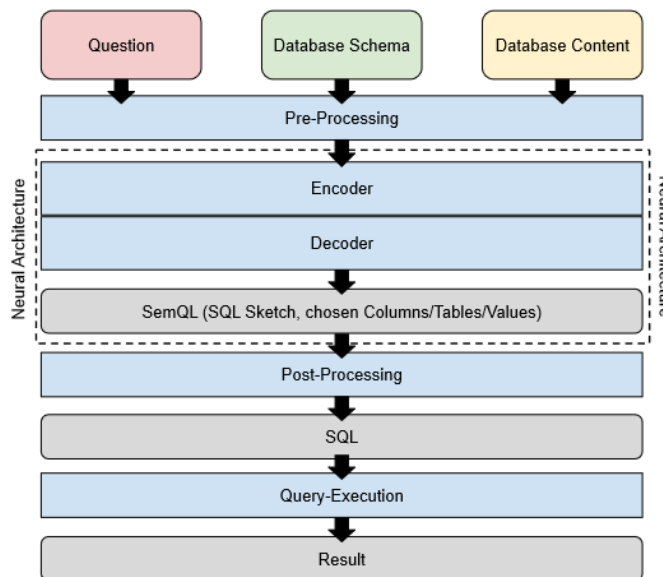 Question
Database Schema
Database Content
Pre-Processing
Neural Architecture
Encoder
Decoder
SemQL (SQL Sketch, chosen Columns/Tables/Values)
Post-Processing
SQL
Query-Execution
Result